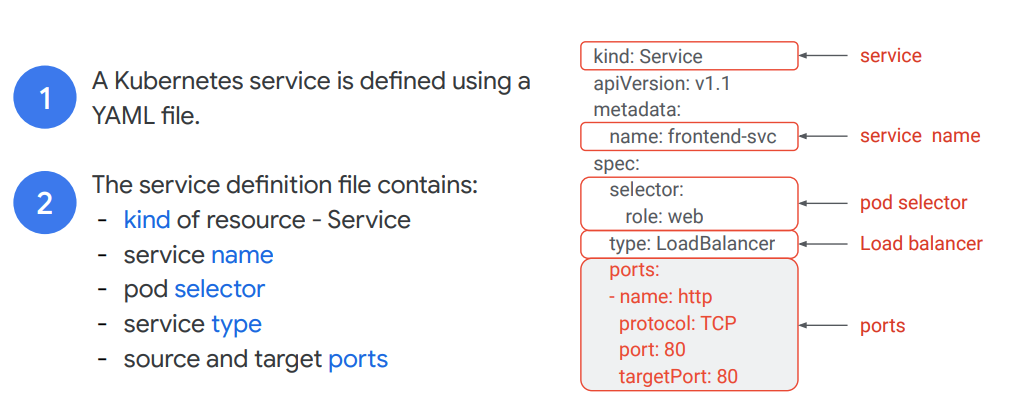 1
A Kubernetes service is defined using a
YAML file.
2
The service definition file contains:
- kind of resource - Service
- service name
- pod selector
- service type
- source and target ports
kind: Service
apiVersion: v1.1
metadata:
name: frontend-svc
spec:
selector:
role: web
type: LoadBalancer
ports:
- name: http
protocol: TCP
port: 80
targetPort: 80
service
service name
pod selector
Load balancer
ports